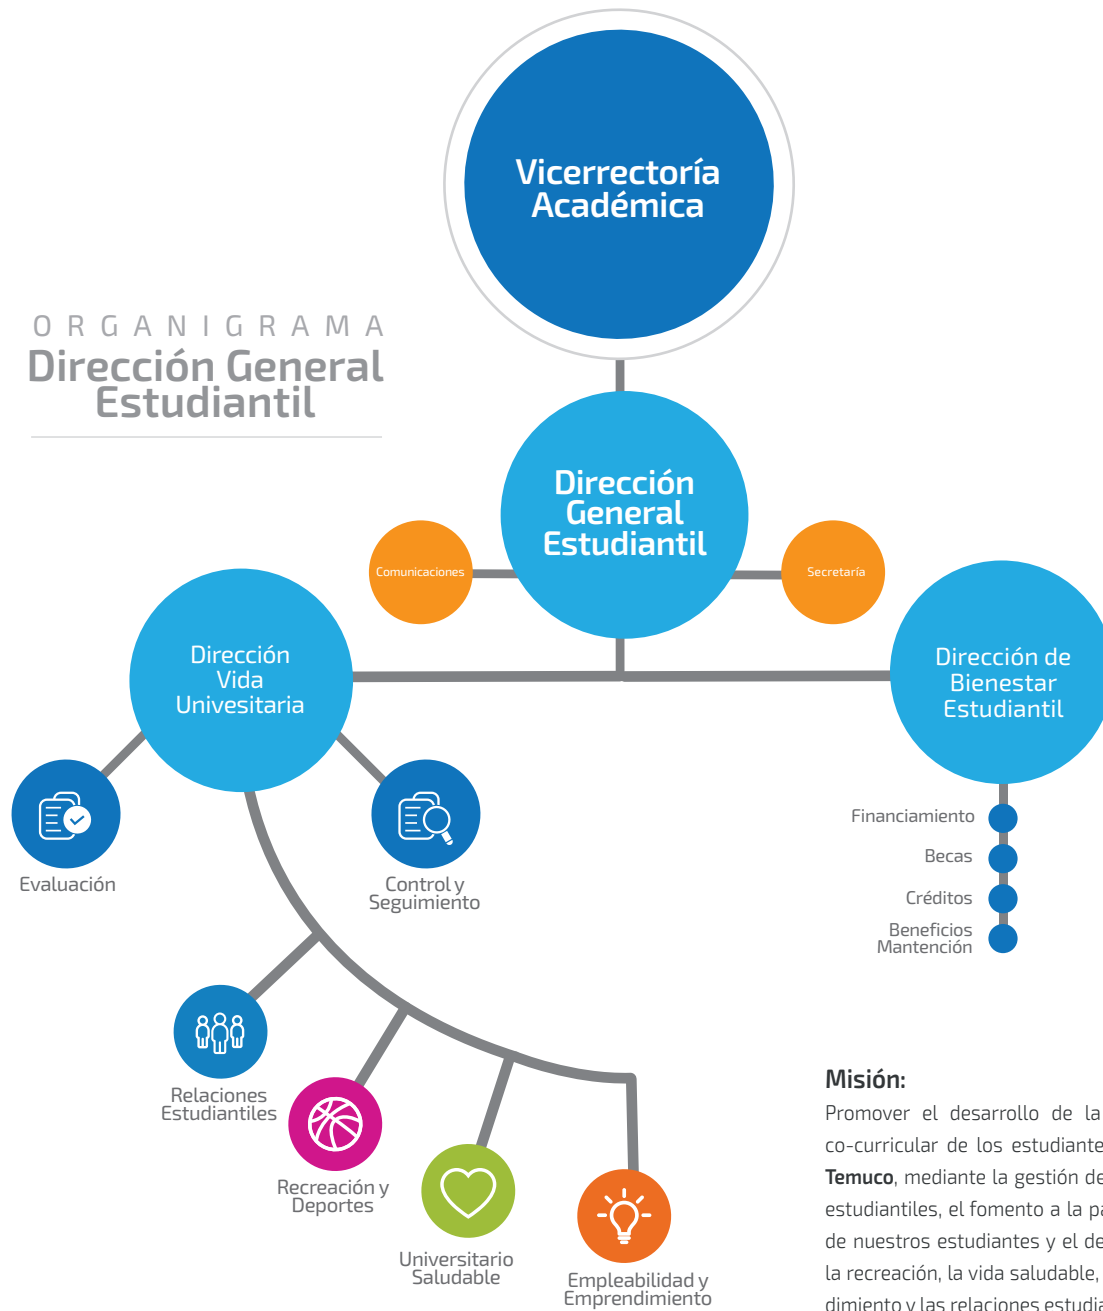 Vicerrectoría
Académica
ORGANIGRAMA
Dirección General
Estudiantil
Dirección
General
Estudiantil
Comunicaciones
Secretaría
Dirección
Vida
Univesitaria
Dirección de
Bienestar
Estudiantil
Evaluación
Control y
Seguimiento
Financiamiento
Becas
Créditos
Beneficios
Mantención
Relaciones
Estudiantiles
Recreación y
Deportes
Universitario
Saludable
Empleabilidad y
Emprendimiento
Misión:
Promover el desarrollo de la
co-curricular de los
Temuco, mediante la gestión de
estudiantiles, el fomento a la
de nuestros estudiantes y el
la recreación, la vida saludable,
dimiento y las relaciones